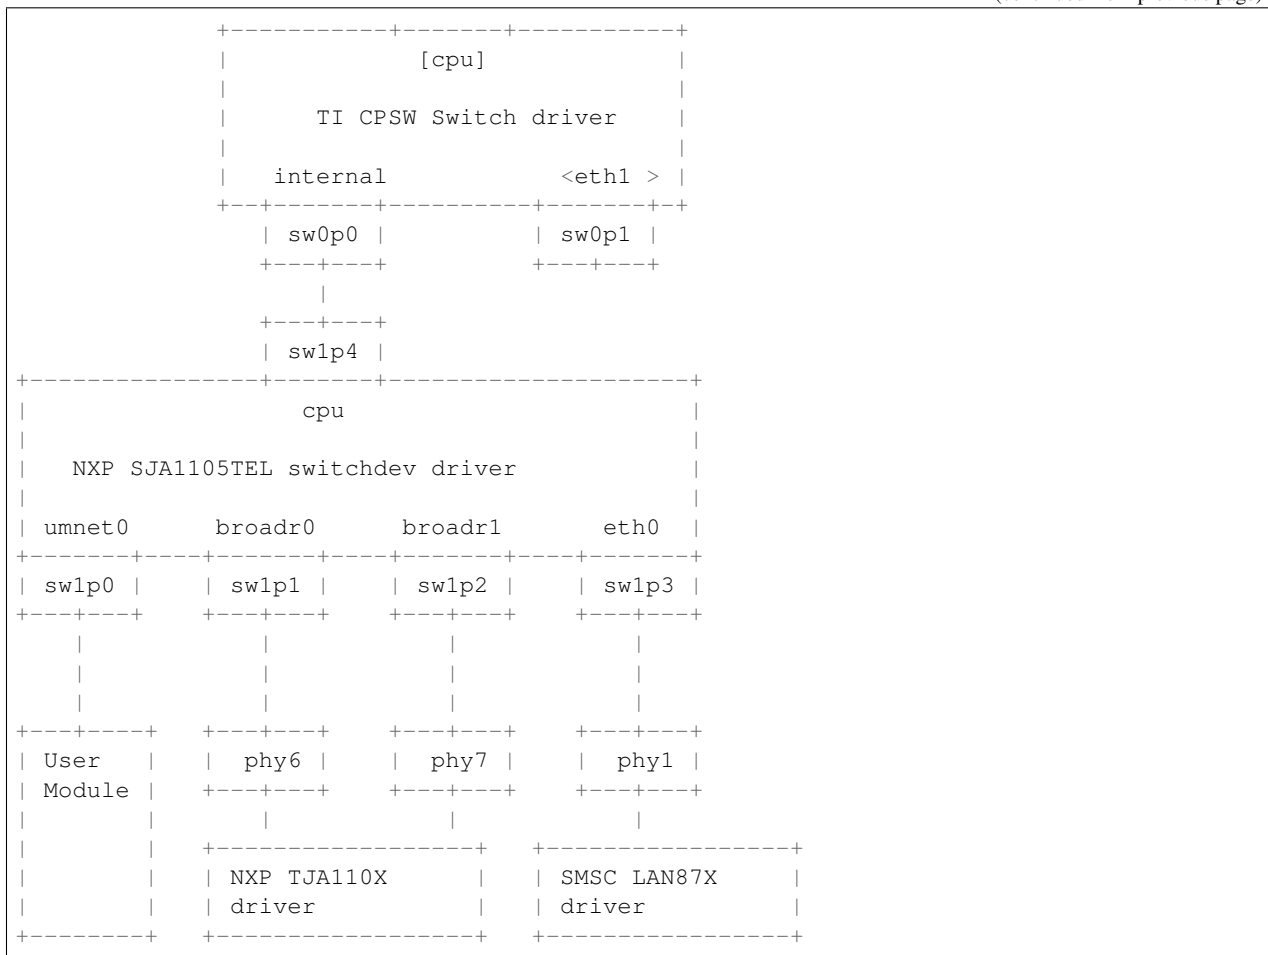 [cpu]
TI CPSW Switch driver
internal <eth1 >
sw0p0 | | sw0p1
sw1p4
cpu
NXP SJA1105TEL switchdev driver
umnet0 broadr0 broadr1 eth0
sw1p0 | | sw1p1 | | sw1p2 | | sw1p3
User | | phy6 | | phy7 | | phy1
Module
NXP TJA110X | | SMSC LAN87X
driver | | driver